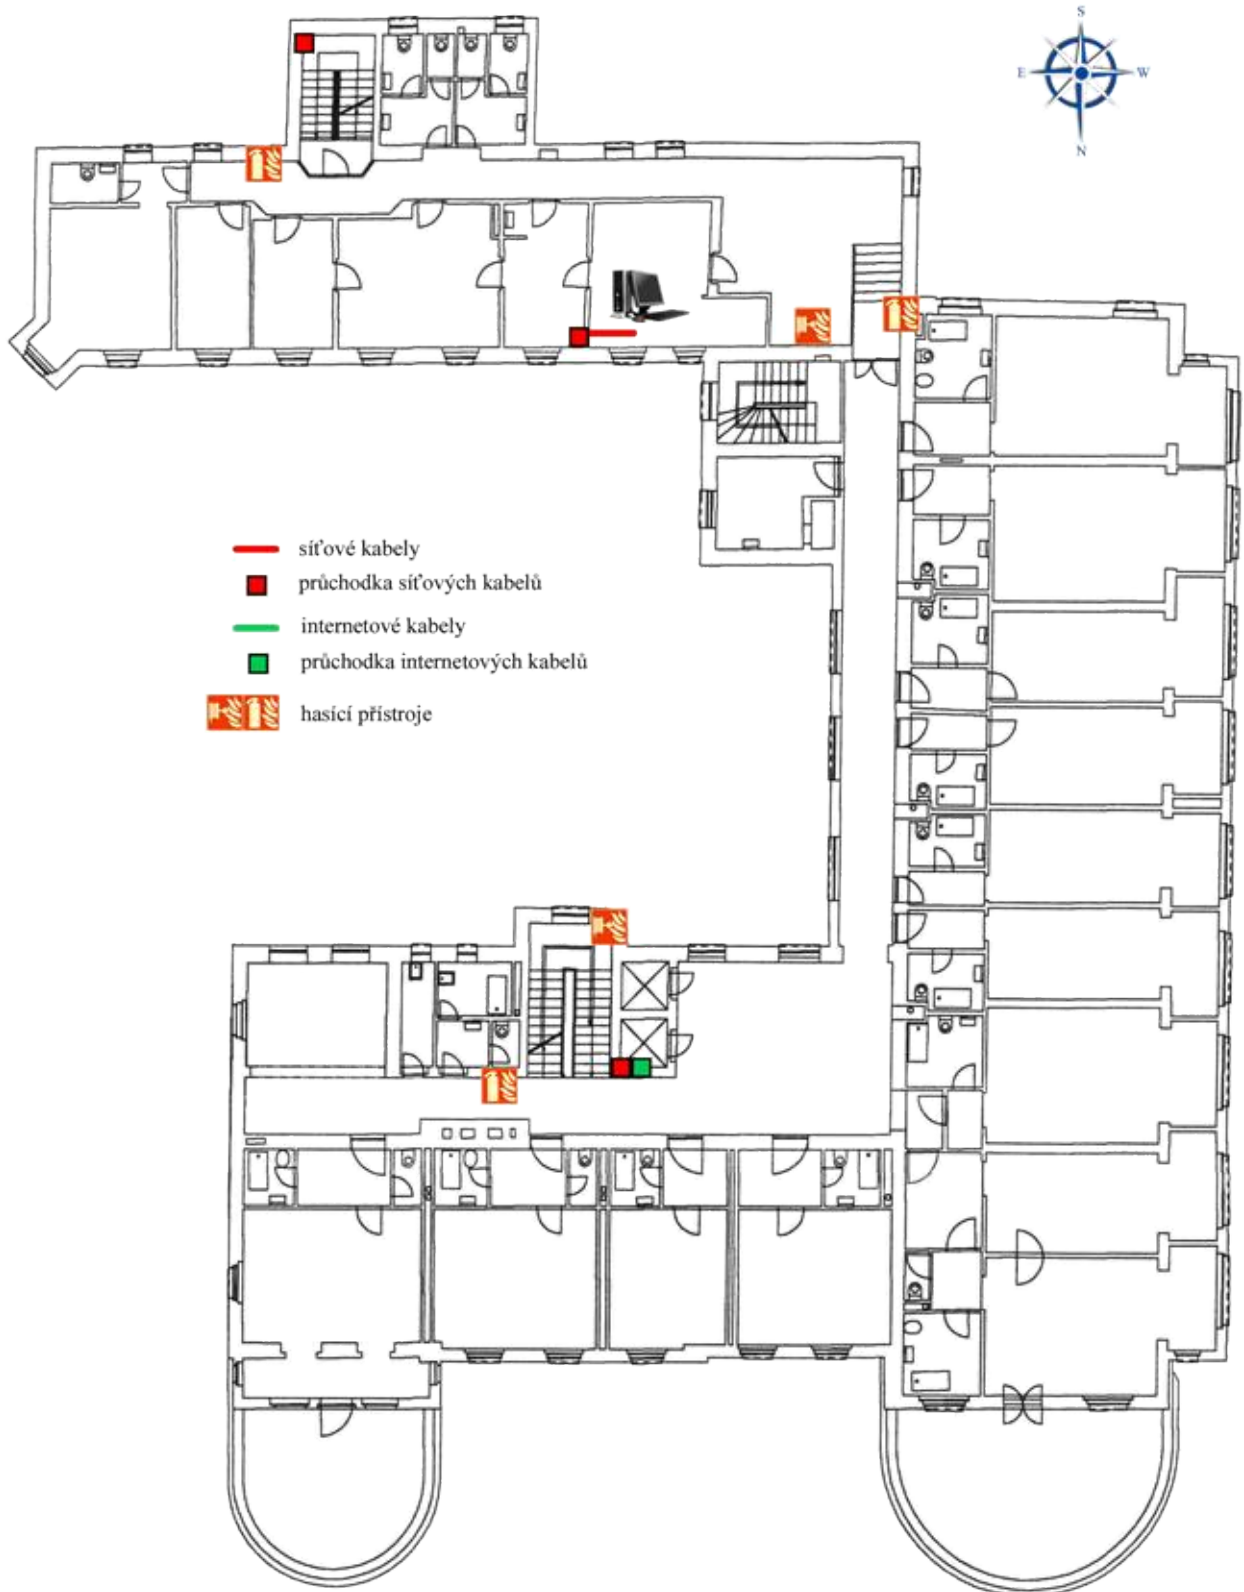 S
E
W
N
síťové kabely
průchodka síťových kabelů
internetové kabely
průchodka internetových kabelů
hasící přístroje